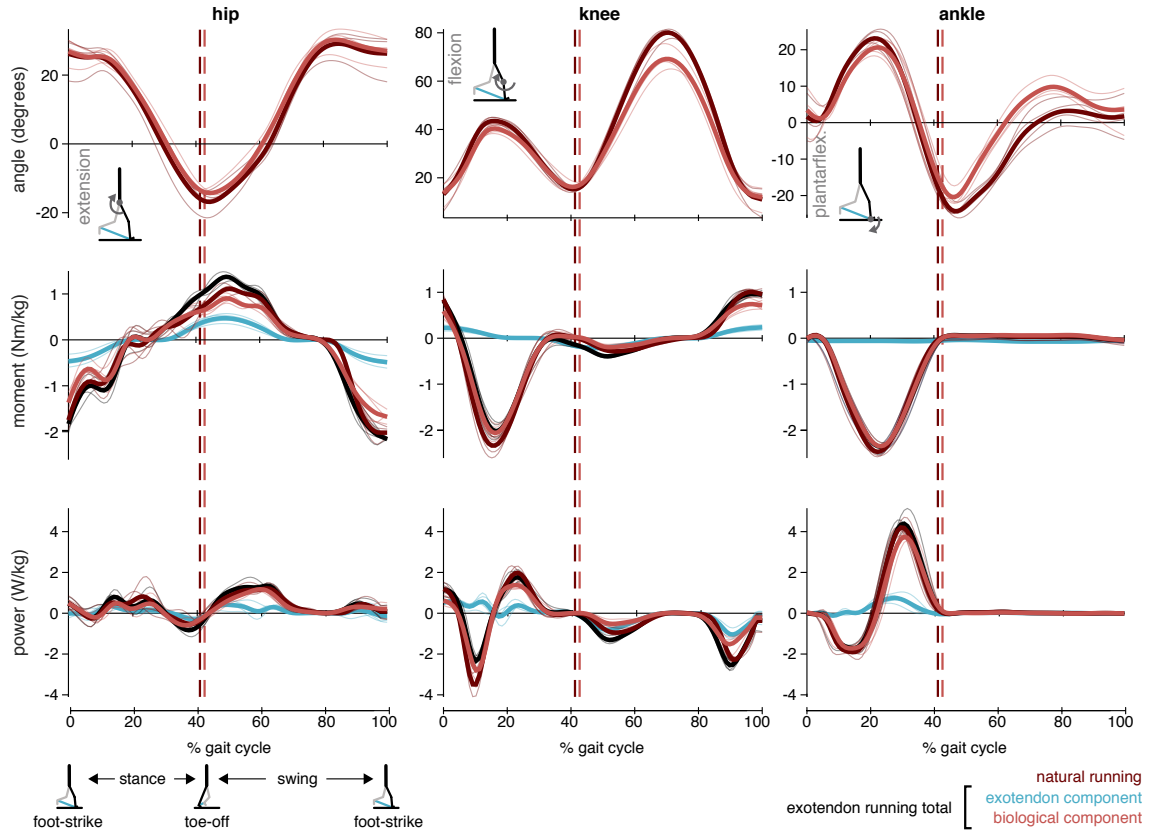 hip knee ankle
angle (degrees)
20
0
-20
extension
80
60
40
20
flexion
20
10
0
-10
-20
plantarflex.
moment (Nm/kg)
1
0
-1
-2
1
0
-1
-2
1
0
-1
-2
power (W/kg)
4
2
0
-2
-4
4
2
0
-2
-4
4
2
0
-2
-4
0 20 40 60 80 100 0 20 40 60 80 100 0 20 40 60 80 100
% gait cycle % gait cycle % gait cycle
stance swing
foot-strike toe-off foot-strike
natural running
exotendon running total
exotendon component
biological component